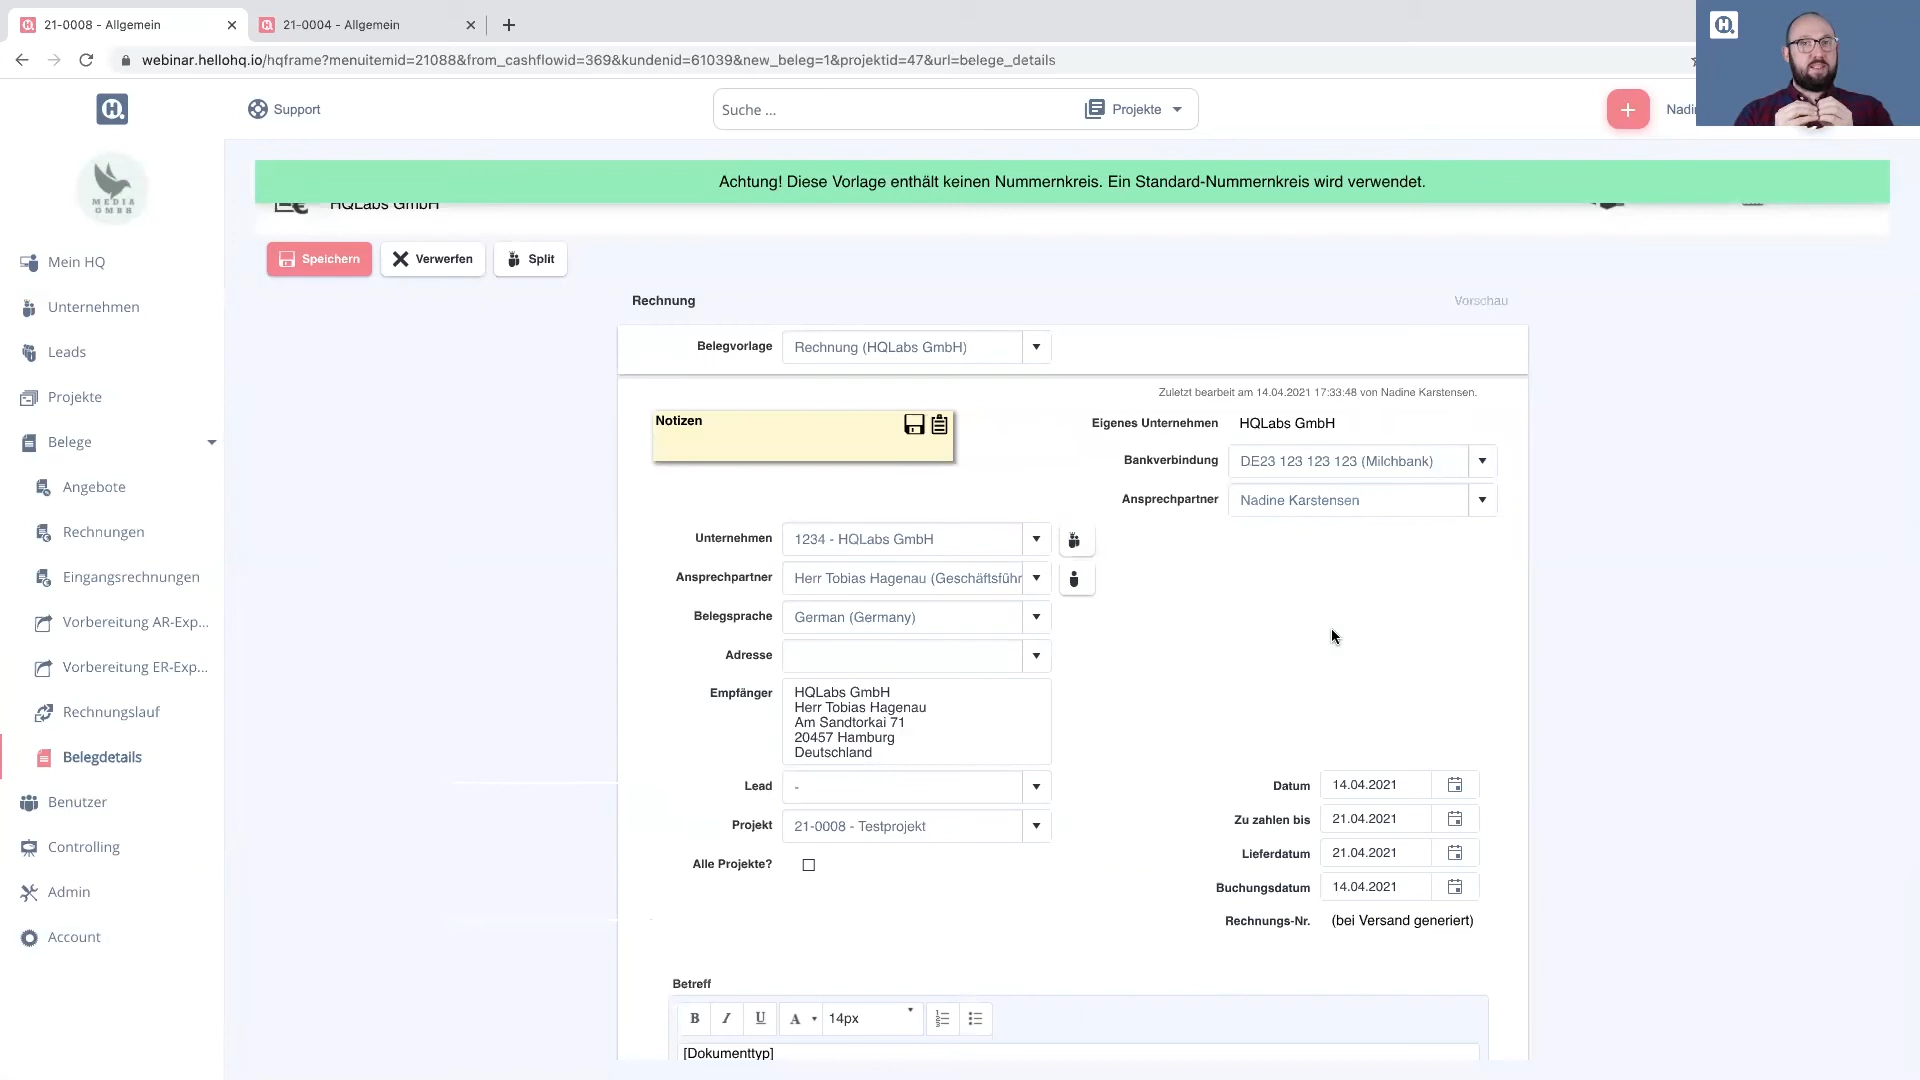 21-0008 - Allgemein
21-0004 - Allgemein
webinar.hellohq.io/hqframe?menuitemid=21088&from_cashflowid=369&kundenid=61039&new_beleg=1&projektid=47&url=belege_details
Support
Suche ...
Projekte
Achtung! Diese Vorlage enthält keinen Nummernkreis. Ein Standard-Nummernkreis wird verwendet.
HQLabs GmbH
MEDIA
GMBH
Speichern
Verwerfen
Split
Mein HQ
Unternehmen
Leads
Projekte
Belege
Angebote
Rechnungen
Eingangsrechnungen
Vorbereitung AR-Exp...
Vorbereitung ER-Exp...
Rechnungslauf
Belegdetails
Benutzer
Controlling
Admin
Account
Rechnung
Vorschau
Belegvorlage Rechnung (HQLabs GmbH)
Zuletzt bearbeit am 14.04.2021 17:33:48 von Nadine Karstensen.
Notizen
Eigenes Unternehmen HQLabs GmbH
Bankverbindung DE23 123 123 123 (Milchbank)
Ansprechpartner Nadine Karstensen
Unternehmen 1234 - HQLabs GmbH
Ansprechpartner Herr Tobias Hagenau (Geschäftsführ
Belegsprache German (Germany)
Adresse
Empfänger HQLabs GmbH
Herr Tobias Hagenau
Am Sandtorkai 71
20457 Hamburg
Deutschland
Lead -
Projekt 21-0008 - Testprojekt
Alle Projekte?
Datum 14.04.2021
Zu zahlen bis 21.04.2021
Lieferdatum 21.04.2021
Buchungsdatum 14.04.2021
Rechnungs-Nr. (bei Versand generiert)
Betreff
B I U A 14px
[Dokumenttyp]